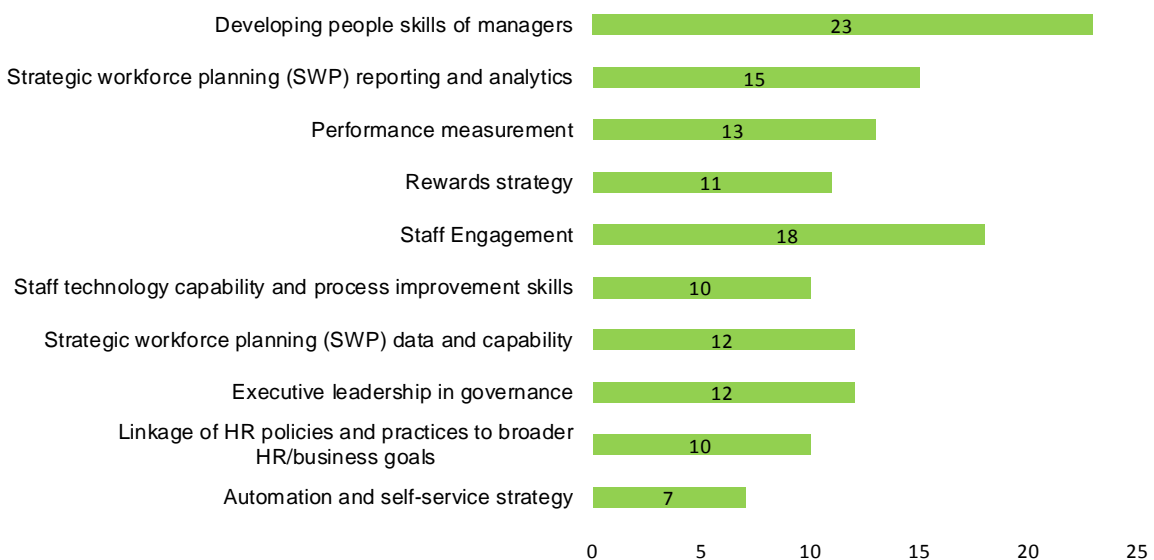 Developing people skills of managers
23
Strategic workforce planning (SWP) reporting and analytics
15
Performance measurement
13
Rewards strategy
11
Staff Engagement
18
Staff technology capability and process improvement skills
10
Strategic workforce planning (SWP) data and capability
12
Executive leadership in governance
12
Linkage of HR policies and practices to broader
HR/business goals
10
Automation and self-service strategy
7
0 5 10 15 20 25